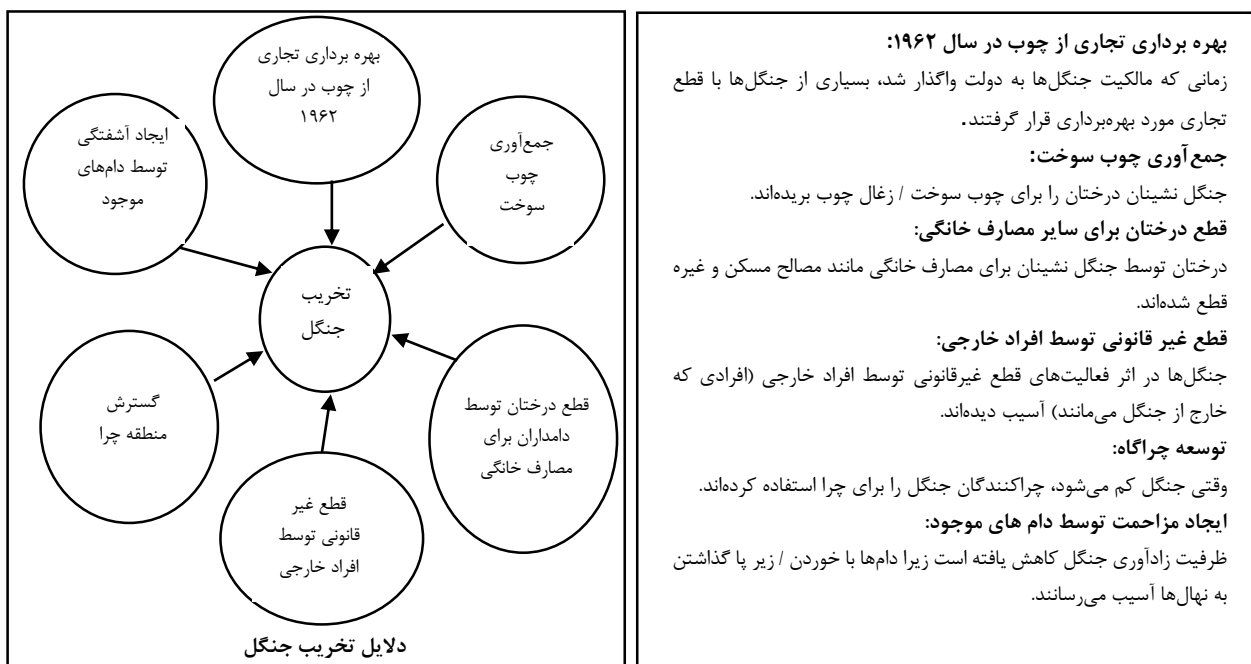 بهره برداری تجاری
از چوب در سال
۱۹۶۲
جمع‌آوری
چوب
سوخت
ایجاد آشفتگی
توسط دام‌های
موجود
تخریب
جنگل
گسترش
منطقه چرا
قطع درختان توسط
دامداران برای
مصارف خانگی
قطع غیر
قانونی توسط
افراد خارجی
دلایل تخریب جنگل
بهره برداری تجاری از چوب در سال ۱۹۶۲:
زمانی که مالکیت جنگل‌ها به دولت واگذار شد، بسیاری از جنگل‌ها با قطع
تجاری مورد بهره‌برداری قرار گرفتند.
جمع‌آوری چوب سوخت:
جنگل نشینان درختان را برای چوب سوخت / زغال چوب بریده‌اند.
قطع درختان برای سایر مصارف خانگی:
درختان توسط جنگل نشینان برای مصارف خانگی مانند مصالح مسکن و غیره
قطع شده‌اند.
قطع غیر قانونی توسط افراد خارجی:
جنگل‌ها در اثر فعالیت‌های قطع غیرقانونی توسط افراد خارجی (افرادی که
خارج از جنگل می‌مانند) آسیب دیده‌اند.
توسعه چراگاه:
وقتی جنگل کم می‌شود، چراکنندگان جنگل را برای چرا استفاده کرده‌اند.
ایجاد مزاحمت توسط دام های موجود:
ظرفیت زادآوری جنگل کاهش یافته است زیرا دام‌ها با خوردن / زیر پا گذاشتن
به نهال‌ها آسیب می‌رسانند.